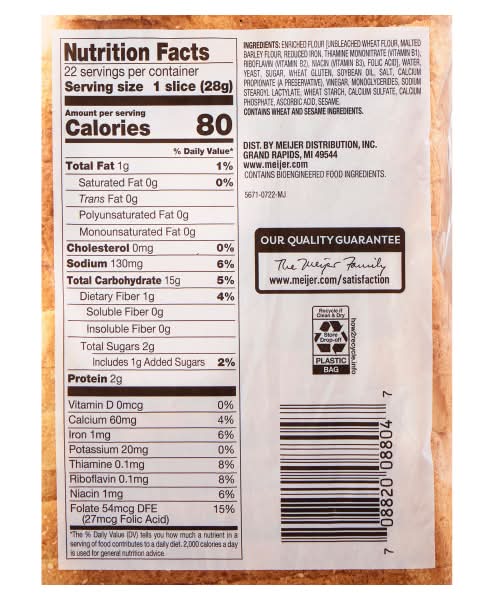 Nutrition Facts
22 servings per container
Serving size 1 slice (28g)
Amount per serving
Calories 80
% Daily Value*
Total Fat 1g 1%
Saturated Fat 0g 0%
Trans Fat 0g
Polyunsaturated Fat 0g
Monounsaturated Fat 0g
Cholesterol 0mg 0%
Sodium 130mg 6%
Total Carbohydrate 15g 5%
Dietary Fiber 1g 4%
Soluble Fiber 0g
Insoluble Fiber 0g
Total Sugars 2g
Includes 1g Added Sugars 2%
Protein 2g
Vitamin D 0mcg 0%
Calcium 60mg 4%
Iron 1mg 6%
Potassium 20mg 0%
Thiamine 0.1mg 8%
Riboflavin 0.1mg 8%
Niacin 1mg 6%
Folate 54mcg DFE 15%
(27mcg Folic Acid)
*The % Daily Value (DV) tells you how much a nutrient in a
serving of food contributes to a daily diet. 2,000 calories a day
is used for general nutrition advice.
INGREDIENTS: ENRICHED FLOUR [UNBLEACHED WHEAT FLOUR, MALTED
BARLEY FLOUR, REDUCED IRON, THIAMINE MONONITRATE (VITAMIN B1),
RIBOFLAVIN (VITAMIN B2), NIACIN (VITAMIN B3), FOLIC ACID], WATER,
YEAST, SUGAR, WHEAT GLUTEN, SOYBEAN OIL, SALT, CALCIUM
PROPIONATE (A PRESERVATIVE), VINEGAR, MONOGLYCERIDES, SODIUM
STEAROYL LACTYLATE, WHEAT STARCH, CALCIUM SULFATE, CALCIUM
PHOSPHATE, ASCORBIC ACID, SESAME.
CONTAINS WHEAT AND SESAME INGREDIENTS.
DIST. BY MEIJER DISTRIBUTION, INC.
GRAND RAPIDS, MI 49544
www.meijer.com
CONTAINS BIOENGINEERED FOOD INGREDIENTS.
5671-0722-MJ
OUR QUALITY GUARANTEE
The Meijer Family
www.meijer.com/satisfaction
Recycle if
Clean & Dry
Store
Drop-off
PLASTIC
BAG
how2recycle.info
7 08820 08804 7